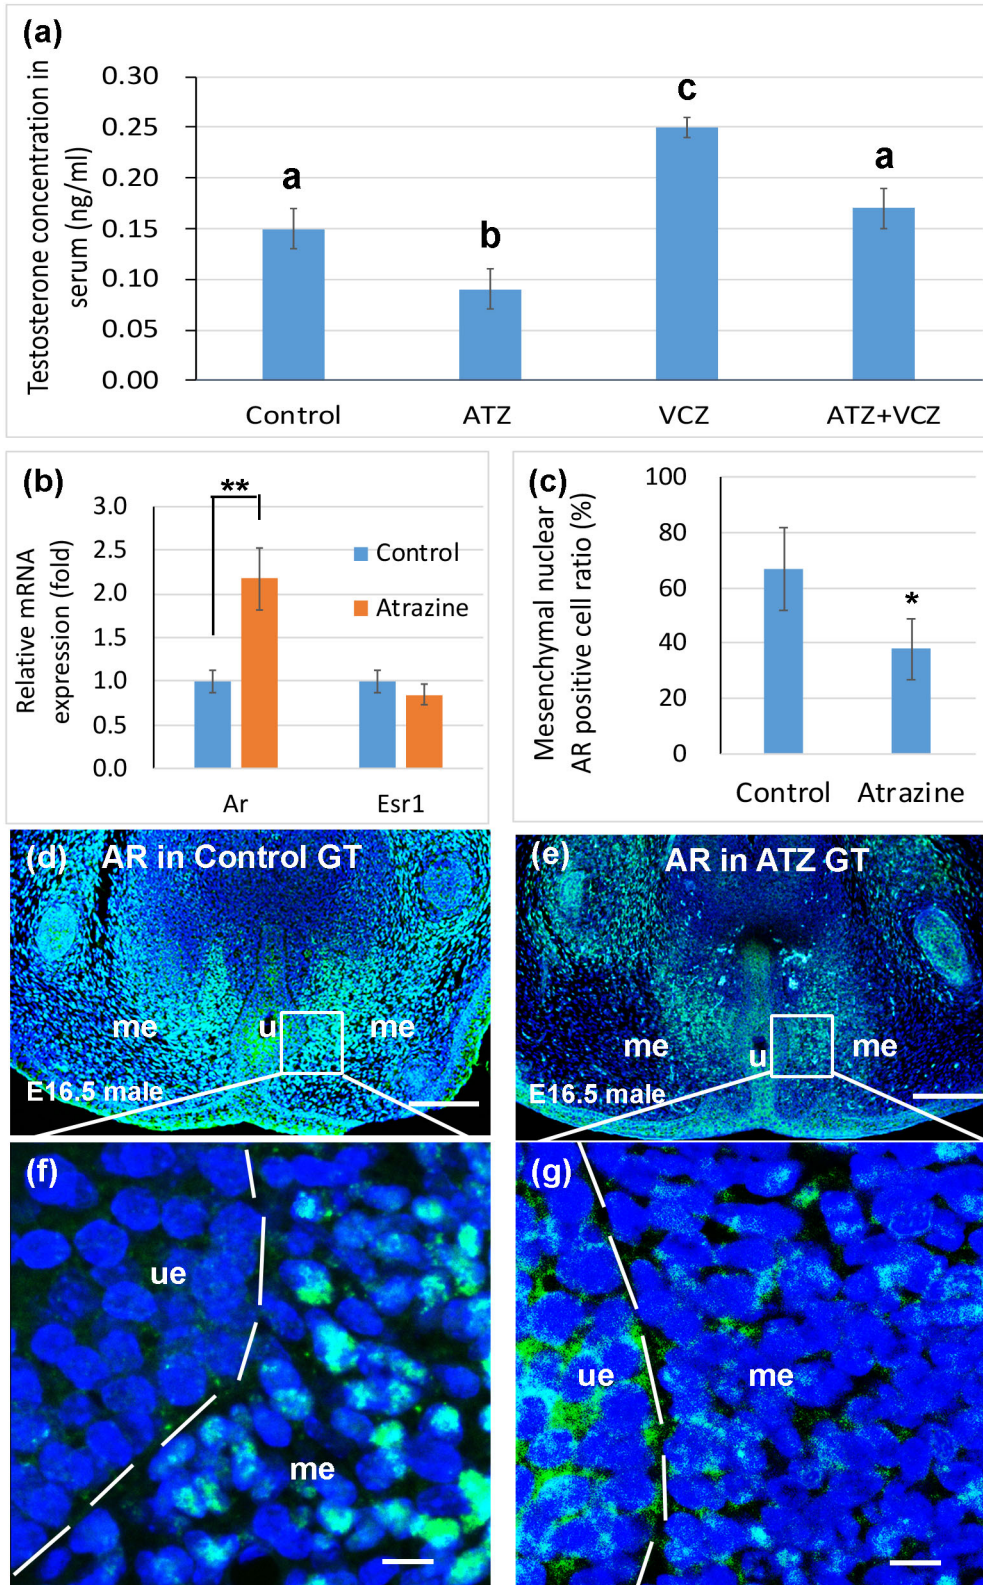 (a)
Testosterone concentration in
serum (ng/ml)
0.30
0.25
0.20
0.15
0.10
0.05
0.00
a
b
c
a
Control
ATZ
VCZ
ATZ+VCZ
(b)
Relative mRNA
expression (fold)
3.0
2.5
2.0
1.5
1.0
0.5
0.0
**
Control
Atrazine
Ar
Esr1
(c)
Mesenchymal nuclear
AR positive cell ratio (%)
100
80
60
40
20
0
*
Control
Atrazine
(d)
AR in Control GT
me
u
me
E16.5 male
(e)
AR in ATZ GT
me
u
me
E16.5 male
(f)
ue
me
(g)
ue
me